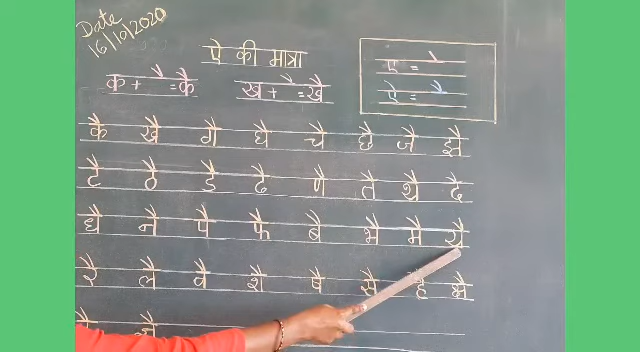 Date
16/10/2020
ऐ की मात्रा
ए = े
ऐ = ै
क + ै = कै
ख + ै = खै
कै खै गै घै चै छै जै झै
टै ठै डै ढै णै तै थै दै
धै नै पै फै बै भै मै यै
रै लै वै शै षै सै है क्षै
त्रै ज्ञै